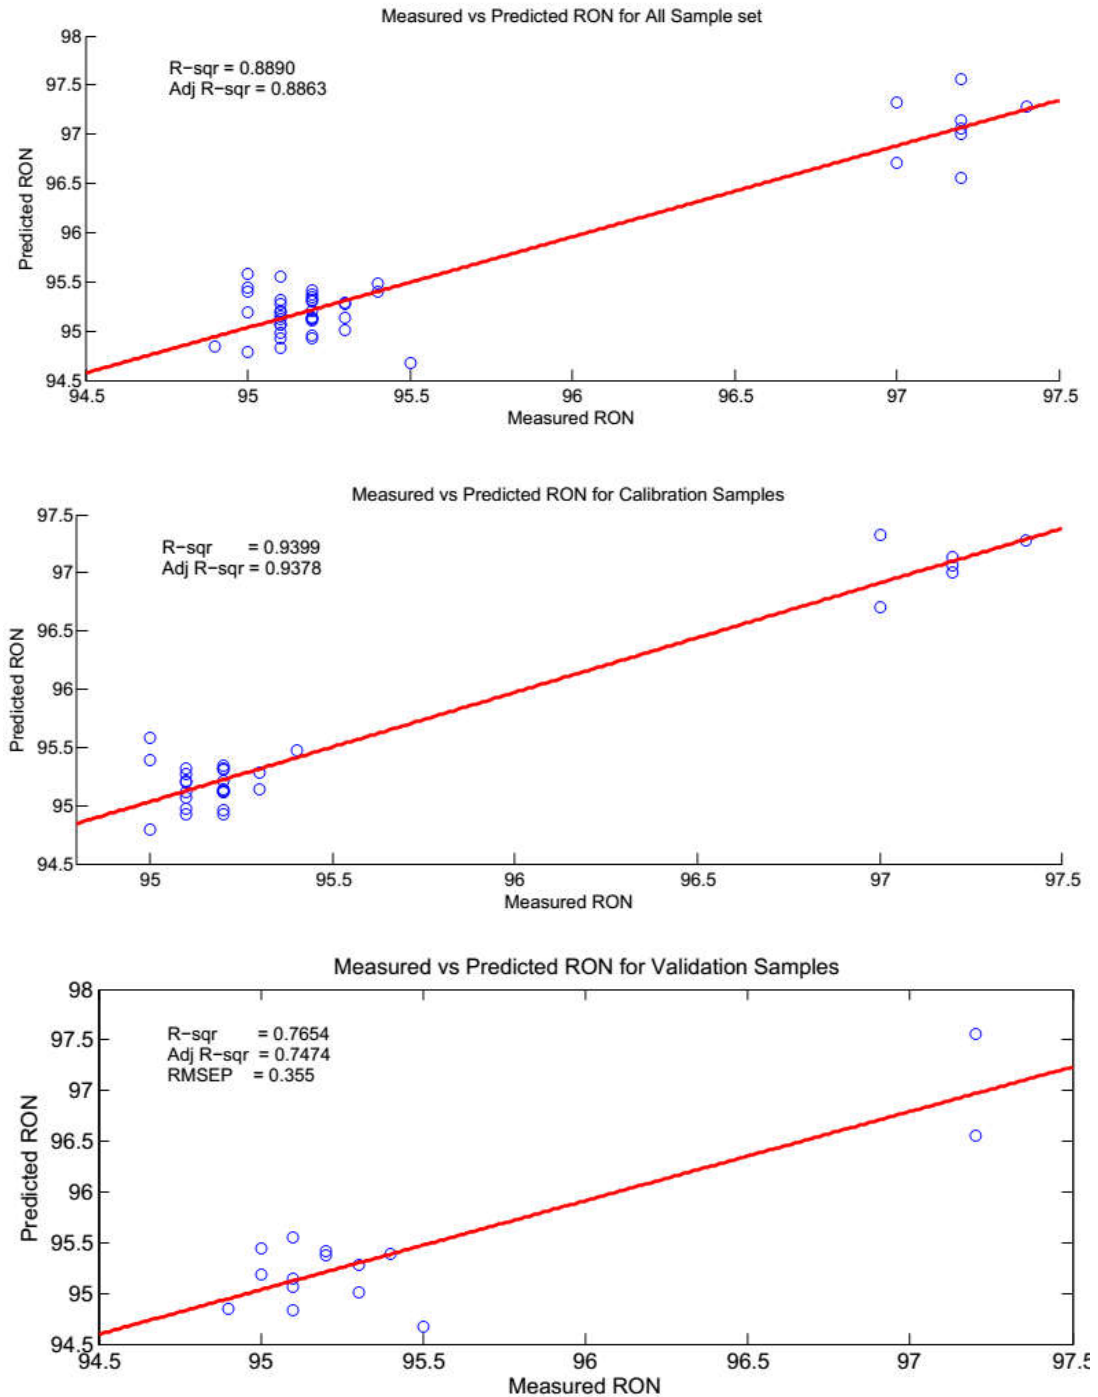 Measured vs Predicted RON for All Sample set
98
R−sqr = 0.8890
Adj R−sqr = 0.8863
97.5
97
96.5
96
95.5
95
94.5
Predicted RON
94.5 95 95.5 96 96.5 97 97.5
Measured RON
Measured vs Predicted RON for Calibration Samples
97.5
R−sqr = 0.9399
Adj R−sqr = 0.9378
97
96.5
96
95.5
95
94.5
Predicted RON
95 95.5 96 96.5 97 97.5
Measured RON
Measured vs Predicted RON for Validation Samples
98
R−sqr = 0.7654
Adj R−sqr = 0.7474
RMSEP = 0.355
97.5
97
96.5
96
95.5
95
94.5
Predicted RON
94.5 95 95.5 96 96.5 97 97.5
Measured RON